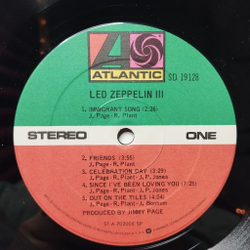 ATLANTIC
SD 19128
LED ZEPPELIN III
1. IMMIGRANT SONG (2:26)
J. Page-R. Plant
STEREO
ONE
2. FRIENDS (3:55)
J. Page-R. Plant
3. CELEBRATION DAY (3:29)
J. Page-R. Plant-J.P. Jones
4. SINCE I'VE BEEN LOVING YOU (7:25)
J. Page-R. Plant-J.P. Jones
5. OUT ON THE TILES (4:04)
J. Page-R. Plant-J. Bonham
PRODUCED BY JIMMY PAGE